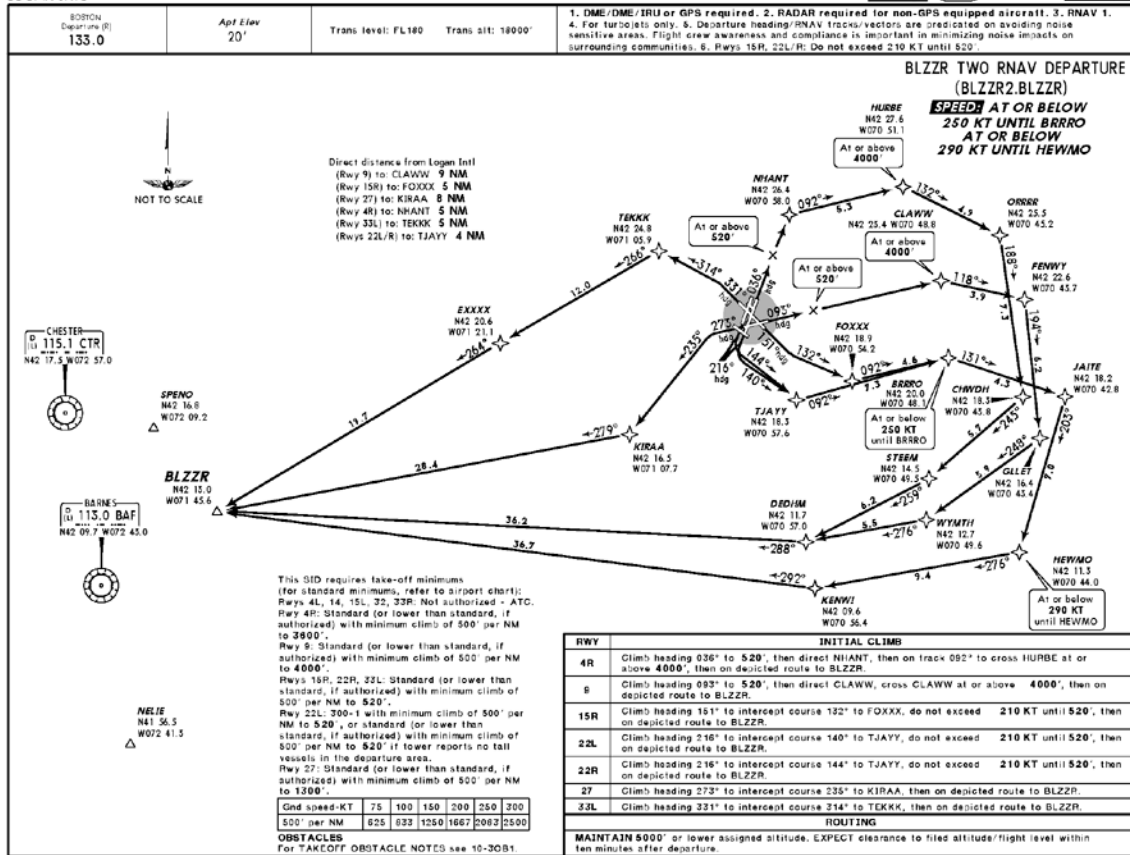 BOSTON
Departure (R)
133.0
Apt Elev
20'
Trans level: FL180 Trans alt: 18000'
1. DME/DME/IRU or GPS required. 2. RADAR required for non-GPS equipped aircraft. 3. RNAV 1.
4. For turbojets only. 5. Departure heading/RNAV tracks/vectors are predicated on avoiding noise
sensitive areas. Flight crew awareness and compliance is important in minimizing noise impacts on
surrounding communities. 6. Rwys 15R, 22L/R: Do not exceed 210 KT until 520'.
BLZZR TWO RNAV DEPARTURE
(BLZZR2.BLZZR)
SPEED: AT OR BELOW
250 KT UNTIL BRRRO
AT OR BELOW
290 KT UNTIL HEWMO
N
NOT TO SCALE
Direct distance from Logan Intl
(Rwy 9) to: CLAWW 9 NM
(Rwy 15R) to: FOXXX 5 NM
(Rwy 27) to: KIRAA 8 NM
(Rwy 4R) to: NHANT 5 NM
(Rwy 33L) to: TEKKK 5 NM
(Rwys 22L/R) to: TJAYY 4 NM
HURBE
N42 27.6
W070 51.1
At or above
4000'
NHANT
N42 26.4
W070 58.0
092°
5.3
132°
4.9
ORRRR
N42 25.5
W070 45.2
CLAWW
N42 25.4 W070 48.8
At or above
4000'
TEKKK
N42 24.8
W071 05.9
At or above
520'
At or above
520'
188°
7.3
118°
3.9
FENWY
N42 22.6
W070 45.7
266°
12.0
314°
331°
hdg
036°
hdg
093°
hdg
273°
hdg
151°
hdg
132°
194°
6.2
EXXXX
N42 20.6
W071 21.1
264°
19.7
235°
216°
hdg
144°
140°
FOXXX
N42 18.9
W070 54.2
092°
4.6
7.3
092°
BRRRO
N42 20.0
W070 48.1
131°
4.3
At or below
250 KT
until BRRRO
CHWDH
N42 18.3
W070 45.8
JAITE
N42 18.2
W070 42.8
203°
9.0
TJAYY
N42 18.3
W070 57.6
CHESTER
D
(L) 115.1 CTR
N42 17.5 W072 57.0
SPENO
N42 16.8
W072 09.2
KIRAA
N42 16.5
W071 07.7
279°
28.4
245°
5.7
248°
5.9
GLLET
N42 16.4
W070 43.4
STEEM
N42 14.5
W070 49.5
BLZZR
N42 13.0
W071 43.6
259°
6.2
BARNES
D
(L) 113.0 BAF
N42 09.7 W072 43.0
DEDHM
N42 11.7
W070 57.0
288°
36.2
276°
5.5
WYMTH
N42 12.7
W070 49.6
36.7
292°
KENWI
N42 09.6
W070 56.4
276°
9.4
HEWMO
N42 11.3
W070 44.0
At or below
290 KT
until HEWMO
NELIE
N41 56.5
W072 41.3
This SID requires take-off minimums
(for standard minimums, refer to airport chart):
Rwys 4L, 14, 15L, 32, 33R: Not authorized - ATC.
Rwy 4R: Standard (or lower than standard, if
authorized) with minimum climb of 500' per NM
to 3600'.
Rwy 9: Standard (or lower than standard, if
authorized) with minimum climb of 500' per NM
to 4000'.
Rwys 15R, 22R, 33L: Standard (or lower than
standard, if authorized) with minimum climb of
500' per NM to 520'.
Rwy 22L: 300-1 with minimum climb of 500' per
NM to 520', or standard (or lower than
standard, if authorized) with minimum climb of
500' per NM to 520' if tower reports no tall
vessels in the departure area.
Rwy 27: Standard (or lower than standard, if
authorized) with minimum climb of 500' per NM
to 1300'.
Gnd speed-KT 75 100 150 200 250 300
500' per NM 625 833 1250 1667 2083 2500
OBSTACLES
For TAKEOFF OBSTACLE NOTES see 10-3OB1.
RWY INITIAL CLIMB
4R Climb heading 036° to 520', then direct NHANT, then on track 092° to cross HURBE at or
above 4000', then on depicted route to BLZZR.
9 Climb heading 093° to 520', then direct CLAWW, cross CLAWW at or above 4000', then on
depicted route to BLZZR.
15R Climb heading 151° to intercept course 132° to FOXXX, do not exceed 210 KT until 520', then
on depicted route to BLZZR.
22L Climb heading 216° to intercept course 140° to TJAYY, do not exceed 210 KT until 520', then
on depicted route to BLZZR.
22R Climb heading 216° to intercept course 144° to TJAYY, do not exceed 210 KT until 520', then
on depicted route to BLZZR.
27 Climb heading 273° to intercept course 235° to KIRAA, then on depicted route to BLZZR.
33L Climb heading 331° to intercept course 314° to TEKKK, then on depicted route to BLZZR.
ROUTING
MAINTAIN 5000' or lower assigned altitude. EXPECT clearance to filed altitude/flight level within
ten minutes after departure.